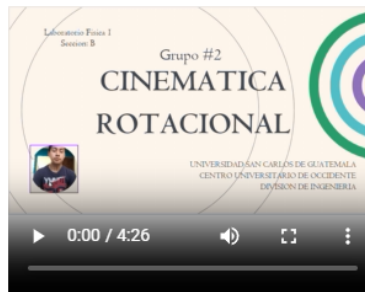 Laboratorio Fisica 1
Seccion: B
Grupo #2
CINEMATICA
ROTACIONAL
UNIVERSIDAD SAN CARLOS DE GUATEMALA
CENTRO UNIVERSITARIO DE OCCIDENTE
DIVISION DE INGENIERIA
0:00 / 4:26